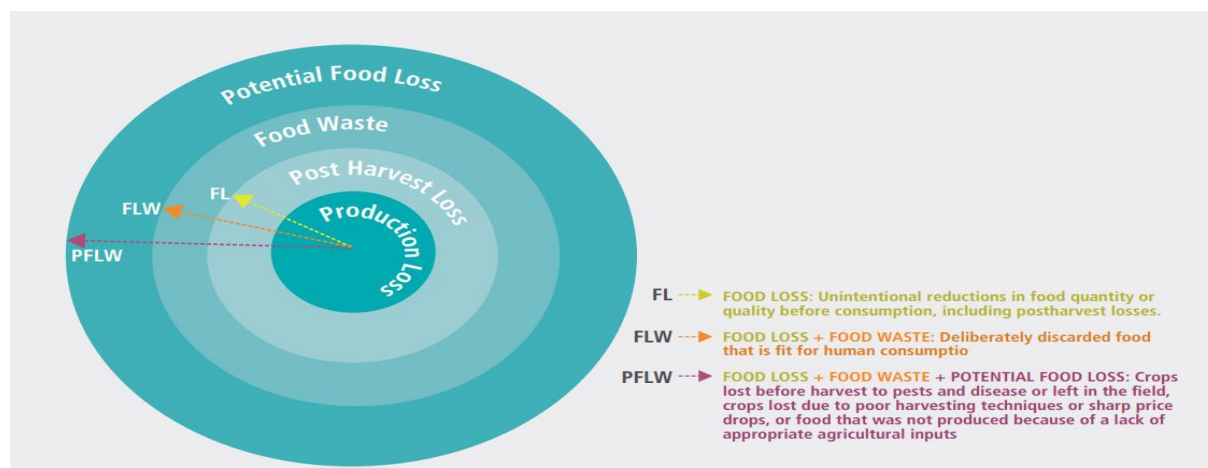 Potential Food Loss
Food Waste
Post Harvest Loss
Production Loss
FL
FLW
PFLW
FL
FOOD LOSS: Unintentional reductions in food quantity or
quality before consumption, including postharvest losses.
FLW
FOOD LOSS + FOOD WASTE: Deliberately discarded food
that is fit for human consumptio
PFLW
FOOD LOSS + FOOD WASTE + POTENTIAL FOOD LOSS: Crops
lost before harvest to pests and disease or left in the field,
crops lost due to poor harvesting techniques or sharp price
drops, or food that was not produced because of a lack of
appropriate agricultural inputs